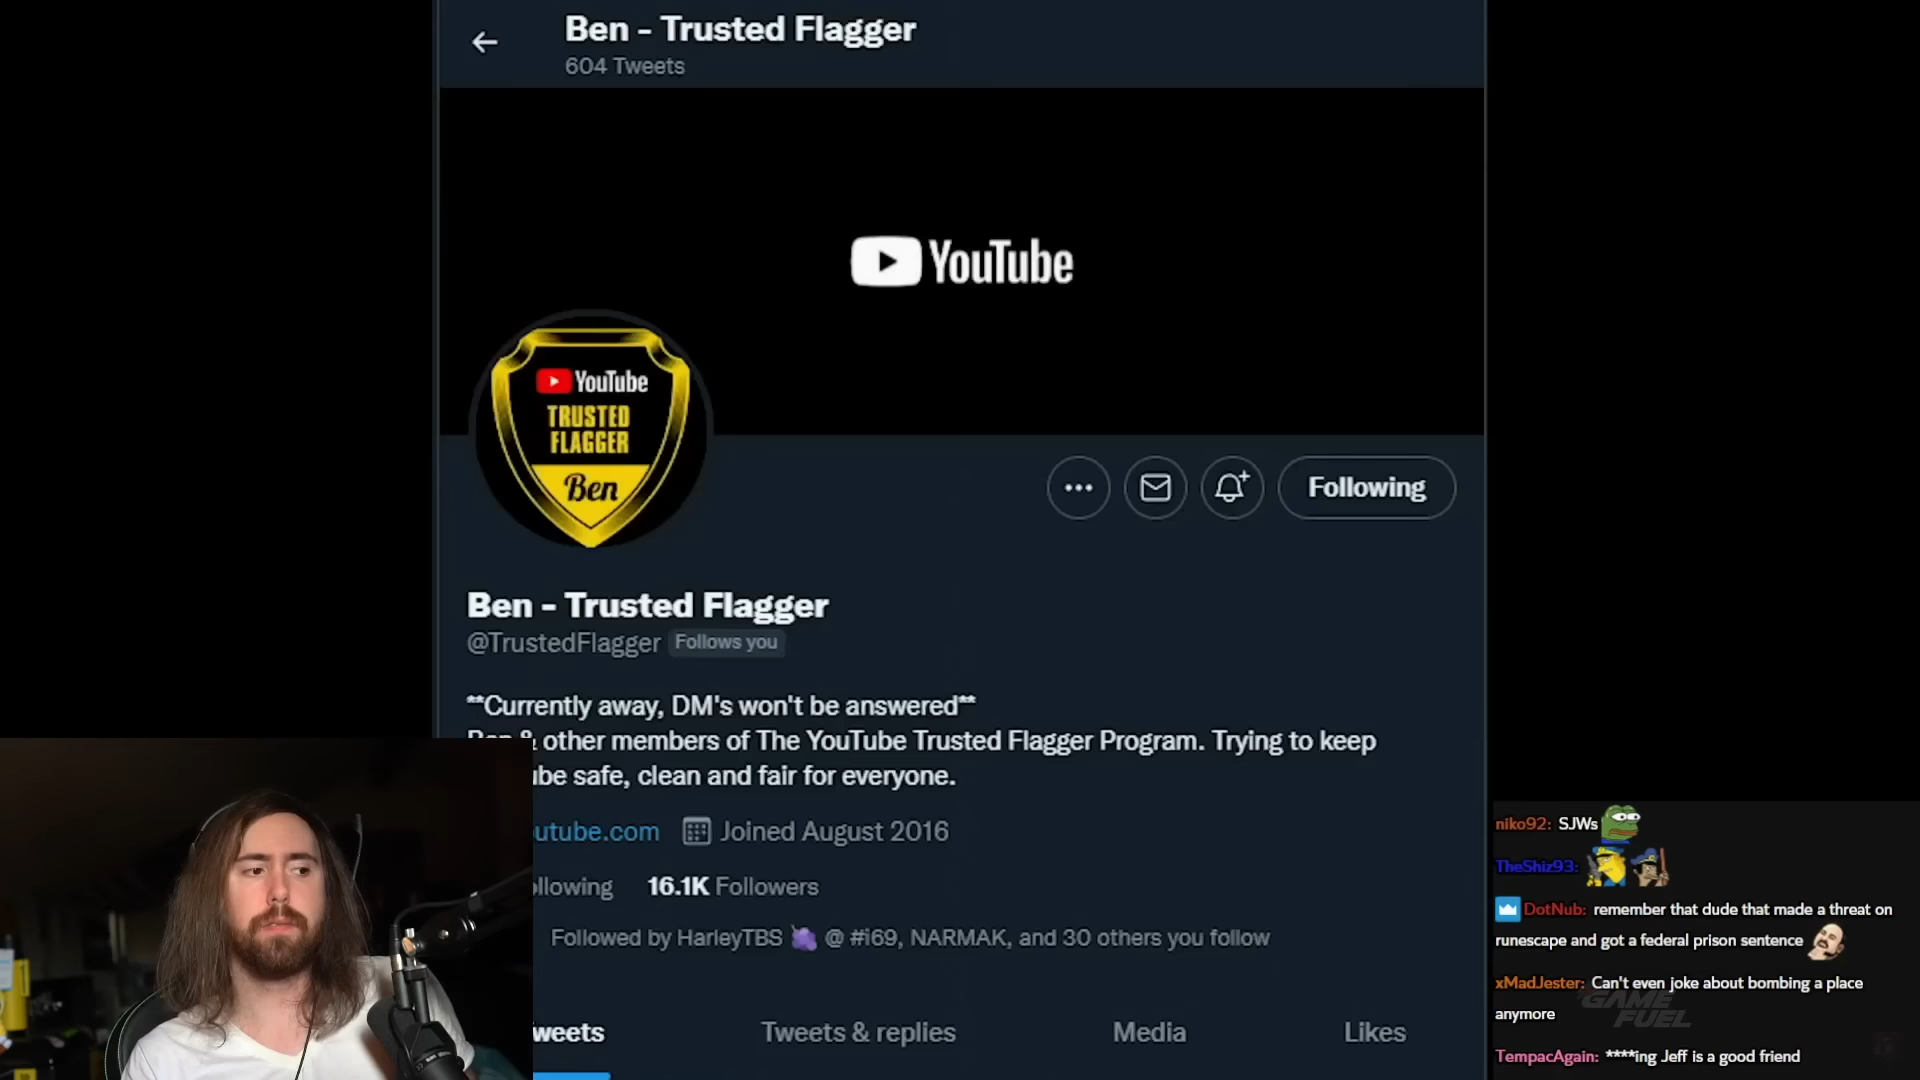 Ben - Trusted Flagger
604 Tweets
YouTube
YouTube
TRUSTED
FLAGGER
Ben
Following
Ben - Trusted Flagger
@TrustedFlagger Follows you
**Currently away, DM's won't be answered**
& other members of The YouTube Trusted Flagger Program. Trying to keep
ube safe, clean and fair for everyone.
utube.com Joined August 2016
llowing 16.1K Followers
Followed by HarleyTBS @ #i69, NARMAK, and 30 others you follow
weets Tweets & replies Media Likes
niko92: SJWs
TheShiz93:
DotNub: remember that dude that made a threat on
runescape and got a federal prison sentence
xMadJester: Can't even joke about bombing a place
anymore
GAME
FUEL
TempacAgain: ****ing Jeff is a good friend